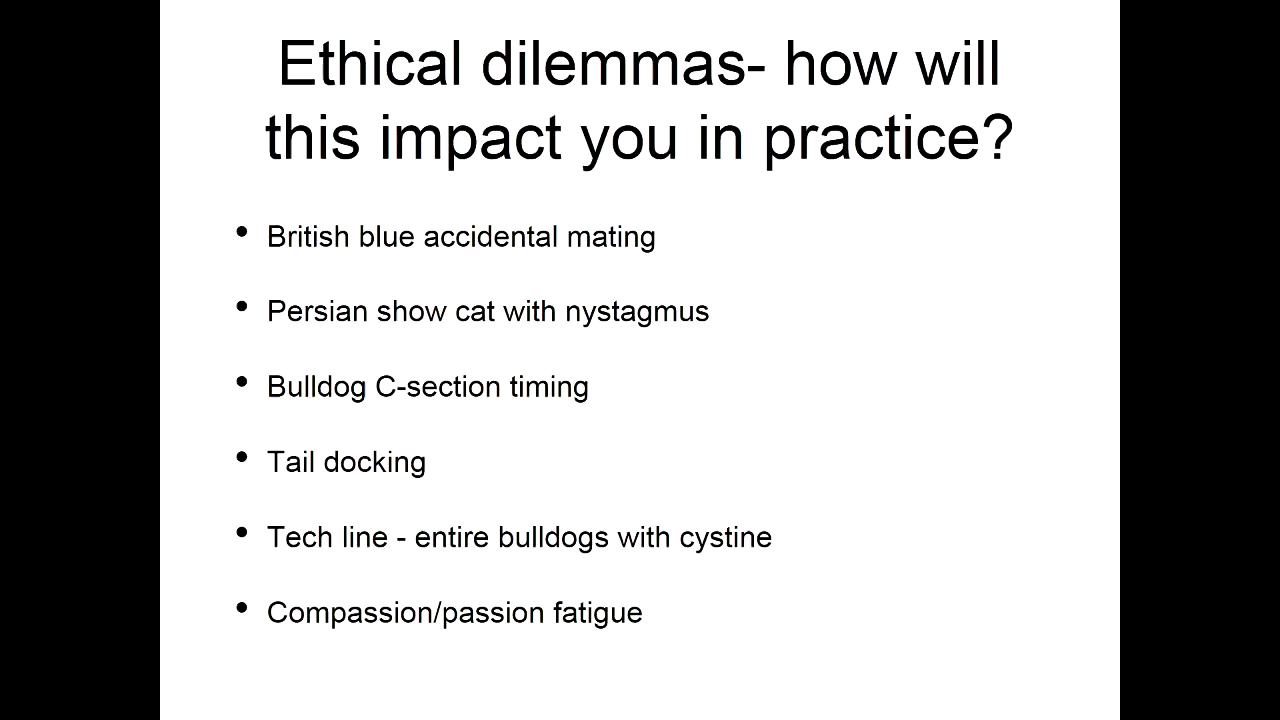 Ethical dilemmas- how will
this impact you in practice?
• British blue accidental mating
• Persian show cat with nystagmus
• Bulldog C-section timing
• Tail docking
• Tech line - entire bulldogs with cystine
• Compassion/passion fatigue